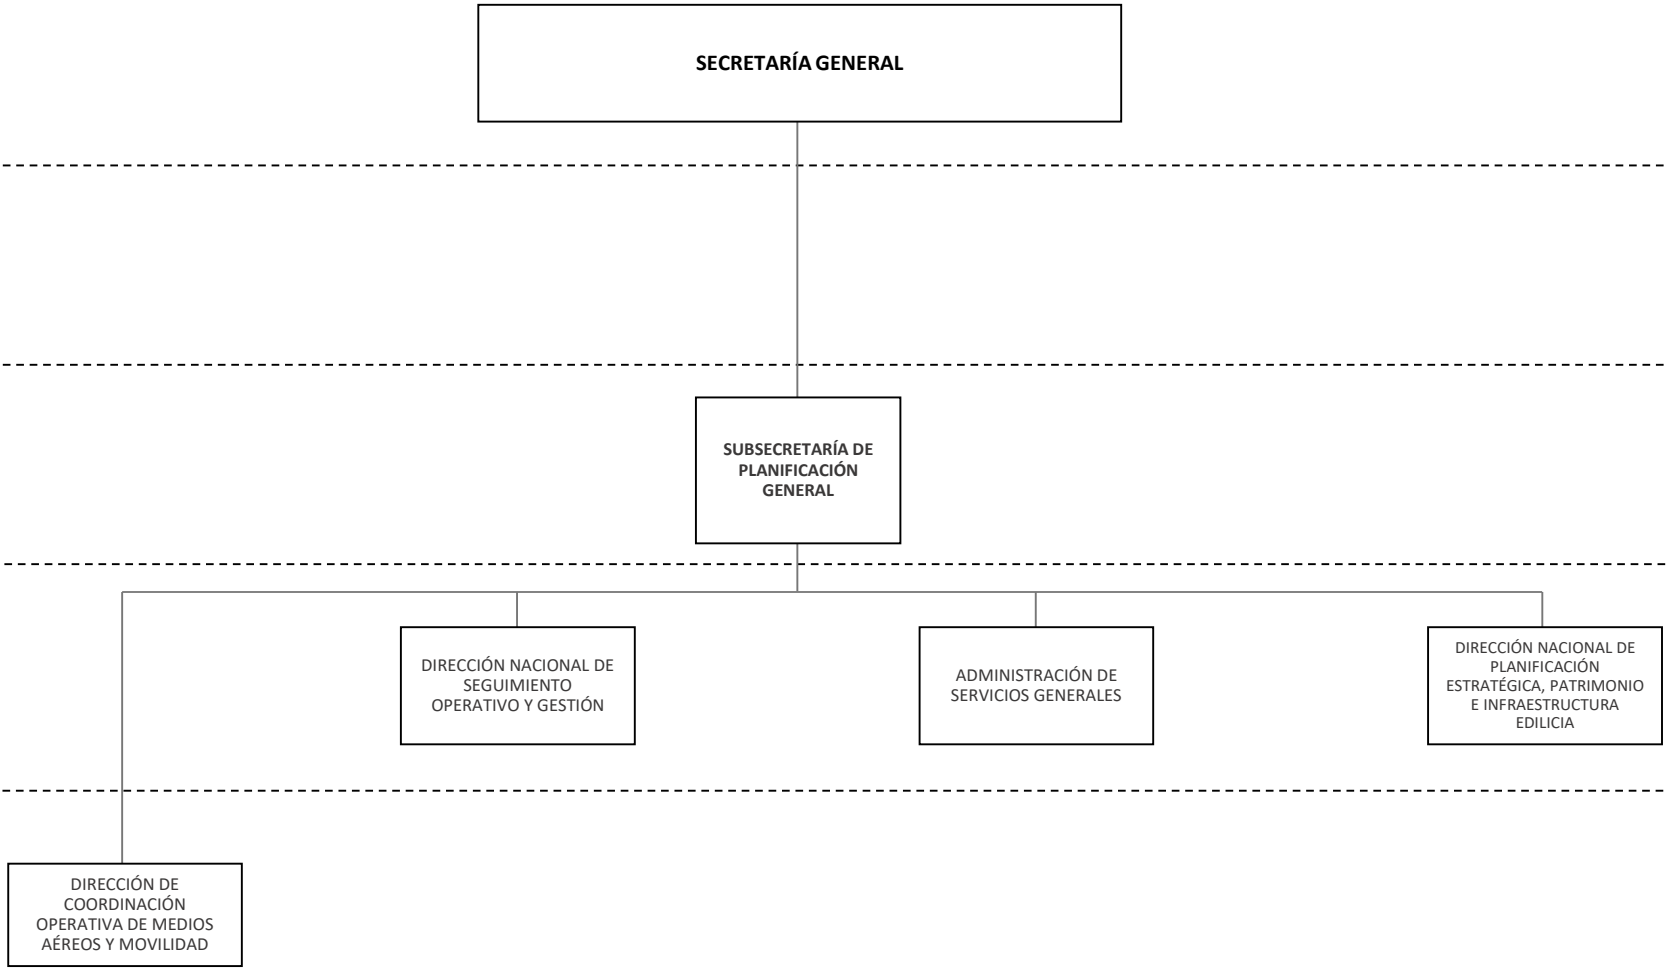 SECRETARÍA GENERAL
SUBSECRETARÍA DE
PLANIFICACIÓN
GENERAL
DIRECCIÓN NACIONAL DE
SEGUIMIENTO
OPERATIVO Y GESTIÓN
ADMINISTRACIÓN DE
SERVICIOS GENERALES
DIRECCIÓN NACIONAL DE
PLANIFICACIÓN
ESTRATÉGICA, PATRIMONIO
E INFRAESTRUCTURA
EDILICIA
DIRECCIÓN DE
COORDINACIÓN
OPERATIVA DE MEDIOS
AÉREOS Y MOVILIDAD